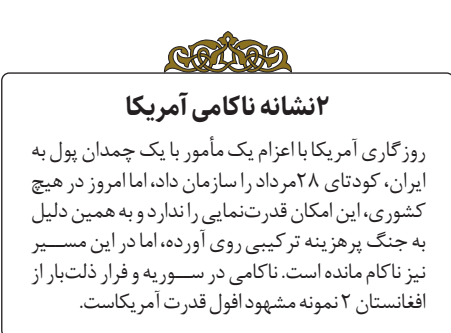 ۲نشانه ناکامی آمریکا
روزگاری آمریکا با اعزام یک مأمور با یک چمدان پول به
ایران، کودتای ۲۸مرداد را سازمان داد، اما امروز در هیچ
کشوری، این امکان قدرت‌نمایی را ندارد و به همین دلیل
به جنگ پرهزینه ترکیبی روی آورده، اما در این مسیر
نیز ناکام مانده است. ناکامی در سوریه و فرار ذلت‌بار از
افغانستان ۲ نمونه مشهود افول قدرت آمریکاست.